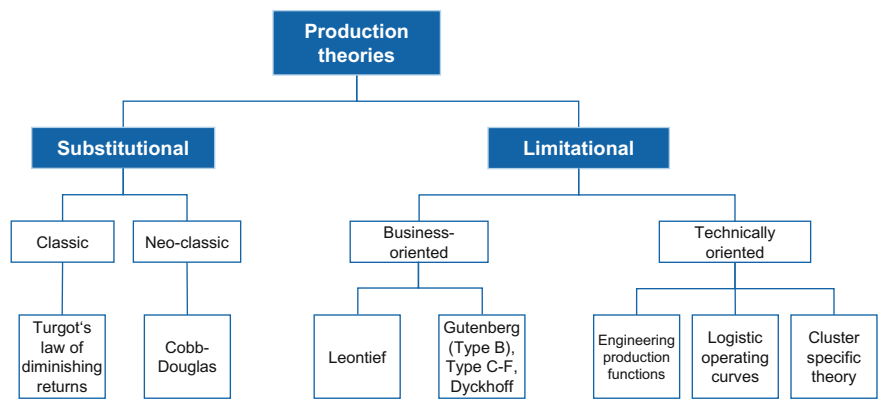 Production
theories
Substitutional
Limitational
Classic
Neo-classic
Business-
oriented
Technically
oriented
Turgot‘s
law of
diminishing
returns
Cobb-
Douglas
Leontief
Gutenberg
(Type B),
Type C-F,
Dyckhoff
Engineering
production
functions
Logistic
operating
curves
Cluster
specific
theory